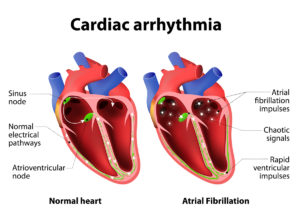 Cardiac arrhythmia
Sinus
node
Normal
electrical
pathways
Atrioventricular
node
Normal heart
Atrial
fibrillation
impulses
Chaotic
signals
Rapid
ventricular
impulses
Atrial Fibrillation